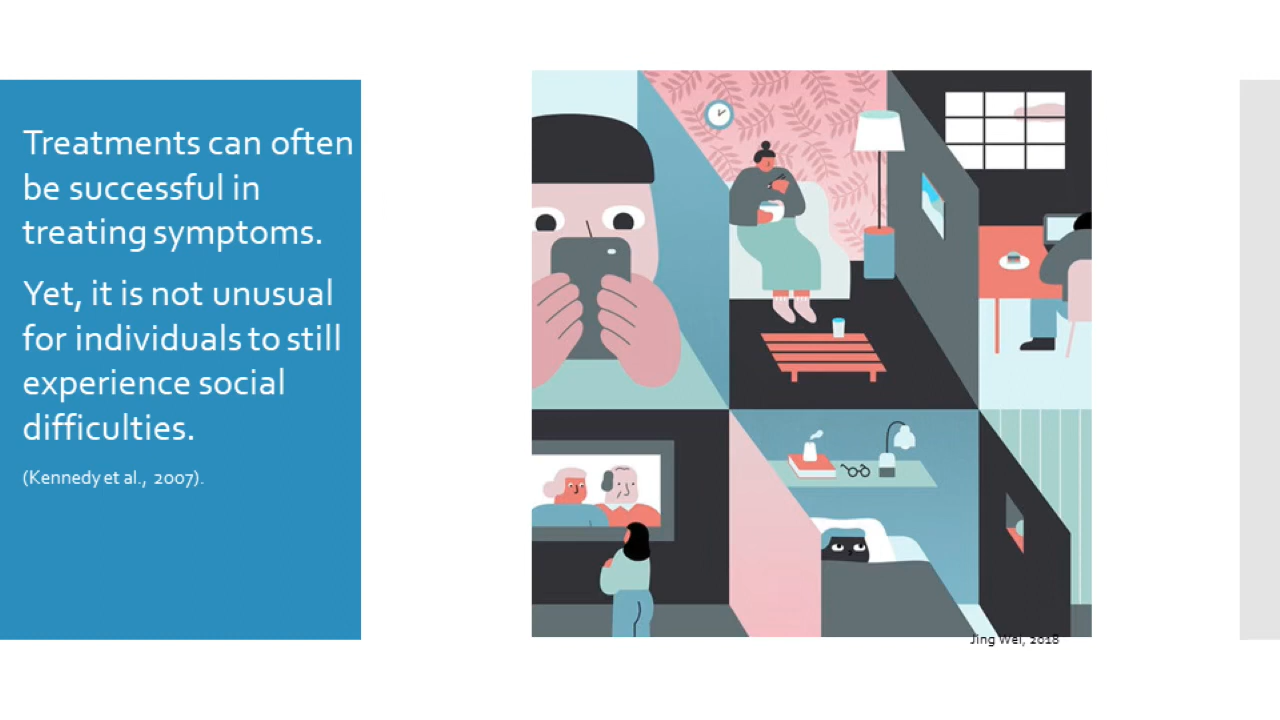 Treatments can often
be successful in
treating symptoms.
Yet, it is not unusual
for individuals to still
experience social
difficulties.
(Kennedy et al., 2007).
Jing Wei, 2018